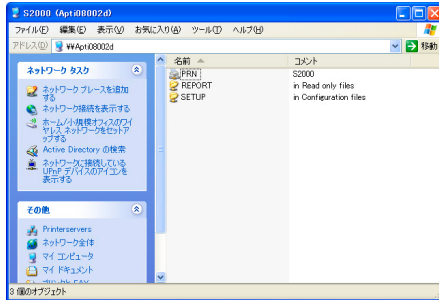 S2000 (Apti08002d)
ファイル(F) 編集(E) 表示(V) お気に入り(A) ツール(T) ヘルプ(H)
アドレス(D) ¥¥Apti08002d 移動
ネットワーク タスク
ネットワーク プレースを追加
する
ネットワーク接続を表示する
ホーム/小規模オフィスのワイ
ヤレス ネットワークをセットア
ップする
Active Directory の検索
ネットワークに接続している
UPnP デバイスのアイコンを
表示する
その他
Printerservers
ネットワーク全体
マイ コンピュータ
マイ ドキュメント
名前 コメント
PRN S2000
REPORT in Read only files
SETUP in Configuration files
3 個のオブジェクト